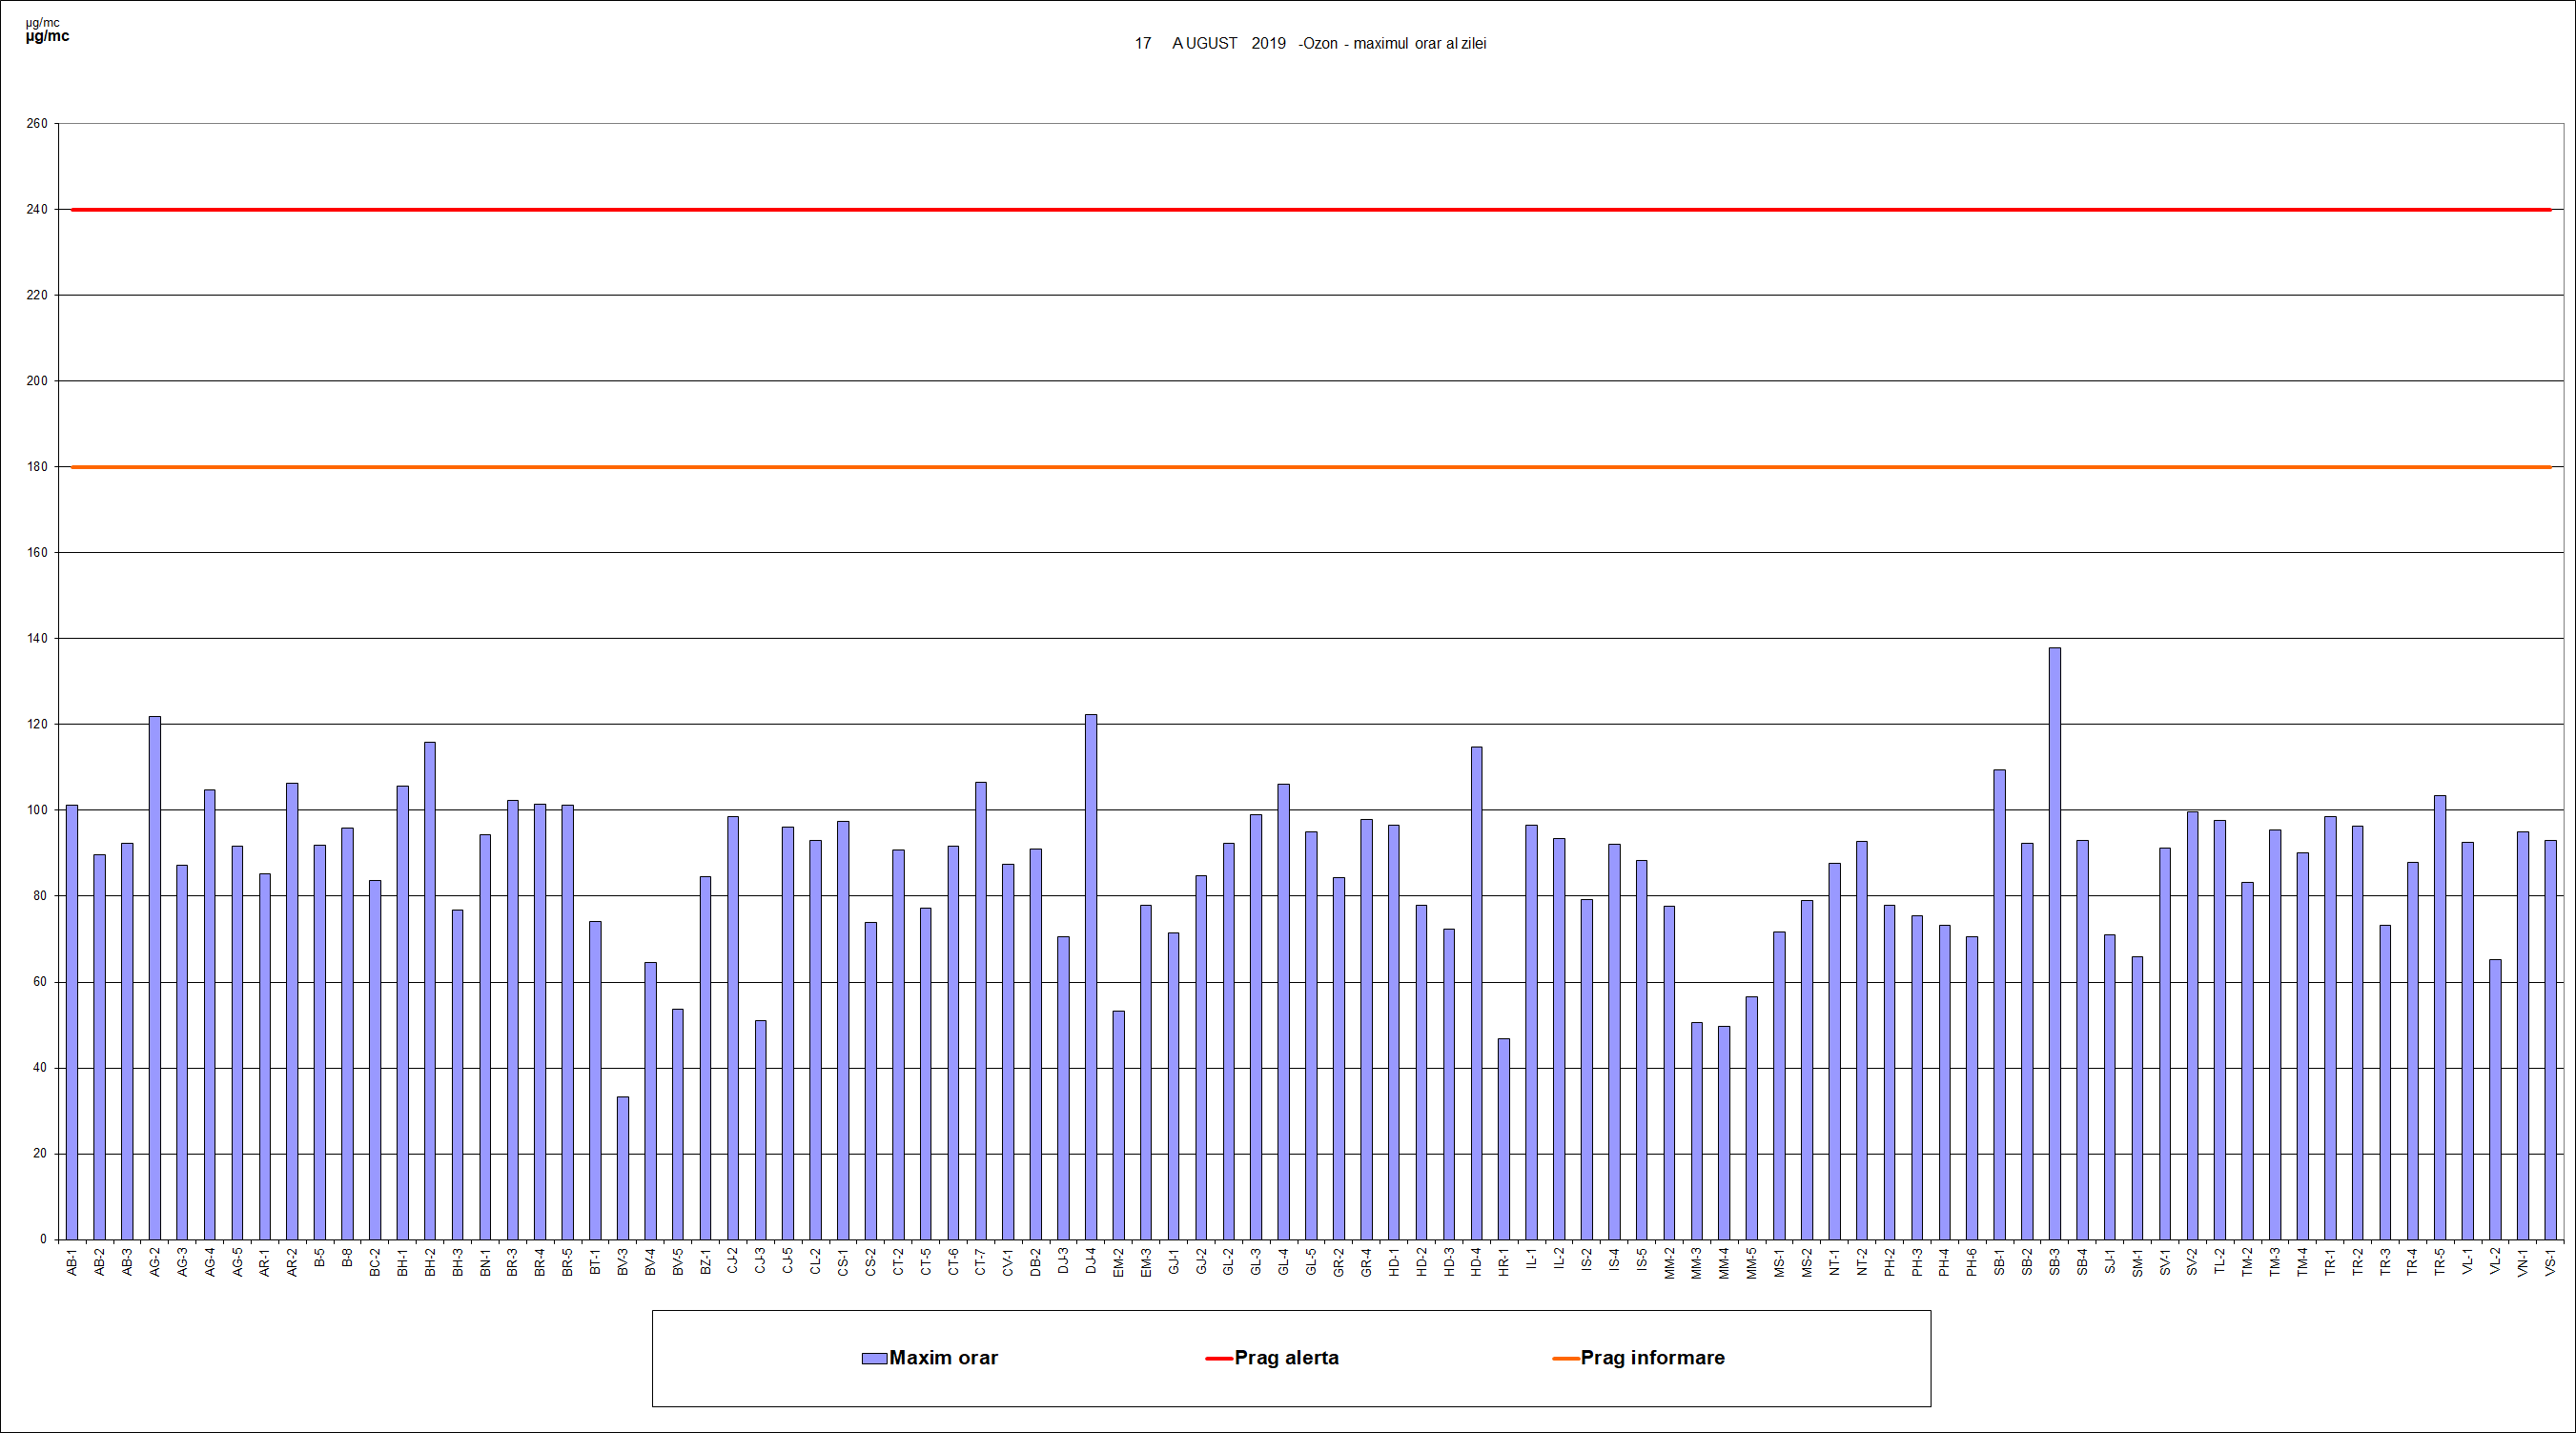 µg/mc
µg/mc
17 AUGUST 2019 -Ozon - maximul orar al zilei
260
240
220
200
180
160
140
120
100
80
60
40
20
0
AB-1 AB-2 AB-3 AG-2 AG-3 AG-4 AG-5 AR-1 AR-2 B-5 B-8 BC-2 BH-1 BH-2 BH-3 BN-1 BR-3 BR-4 BR-5 BT-1 BV-3 BV-4 BV-5 BZ-1 CJ-2 CJ-3 CJ-5 CL-2 CS-1 CS-2 CT-2 CT-5 CT-6 CT-7 CV-1 DB-2 DJ-3 DJ-4 EM-2 EM-3 GJ-1 GJ-2 GL-2 GL-3 GL-4 GL-5 GR-2 GR-4 HD-1 HD-2 HD-3 HD-4 HR-1 IL-1 IL-2 IS-2 IS-4 IS-5 MM-2 MM-3 MM-4 MM-5 MS-1 MS-2 NT-1 NT-2 PH-2 PH-3 PH-4 PH-6 SB-1 SB-2 SB-3 SB-4 SJ-1 SM-1 SV-1 SV-2 TL-2 TM-2 TM-3 TM-4 TR-1 TR-2 TR-3 TR-4 TR-5 VL-1 VL-2 VN-1 VS-1
Maxim orar Prag alerta Prag informare